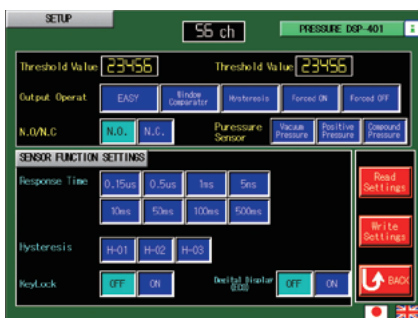 SETUP
56 ch
PRESSURE DSP-401
Threshold Value 23456 Threshold Value 23456
Output Operat EASY Window Comparator Hysteresis Forced ON Forced OFF
N.O/N.C N.O. N.C. Puressure Sensor Vacuum Pressure Positive Pressure Compound Pressure
SENSOR FUNCTION SETTINGS
Response Time 0.15us 0.5us 1ms 5ms
10ms 50ms 100ms 500ms
Read Settings
Write Settings
Hysteresis H-01 H-02 H-03
KeyLock OFF ON Decital Display (ECO) OFF ON
BACK